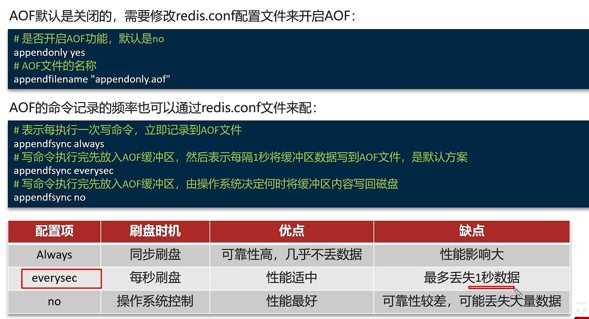 AOF默认是关闭的，需要修改redis.conf配置文件来开启AOF：
# 是否开启AOF功能，默认是no
appendonly yes
# AOF文件的名称
appendfilename "appendonly.aof"
AOF的命令记录的频率也可以通过redis.conf文件来配：
# 表示每执行一次写命令，立即记录到AOF文件
appendfsync always
# 写命令执行完先放入AOF缓冲区，然后表示每隔1秒将缓冲区数据写到AOF文件，是默认方案
appendfsync everysec
# 写命令执行完先放入AOF缓冲区，由操作系统决定何时将缓冲区内容写回磁盘
appendfsync no
配置项 刷盘时机 优点 缺点
Always 同步刷盘 可靠性高，几乎不丢数据 性能影响大
everysec 每秒刷盘 性能适中 最多丢失1秒数据
no 操作系统控制 性能最好 可靠性较差，可能丢失大量数据